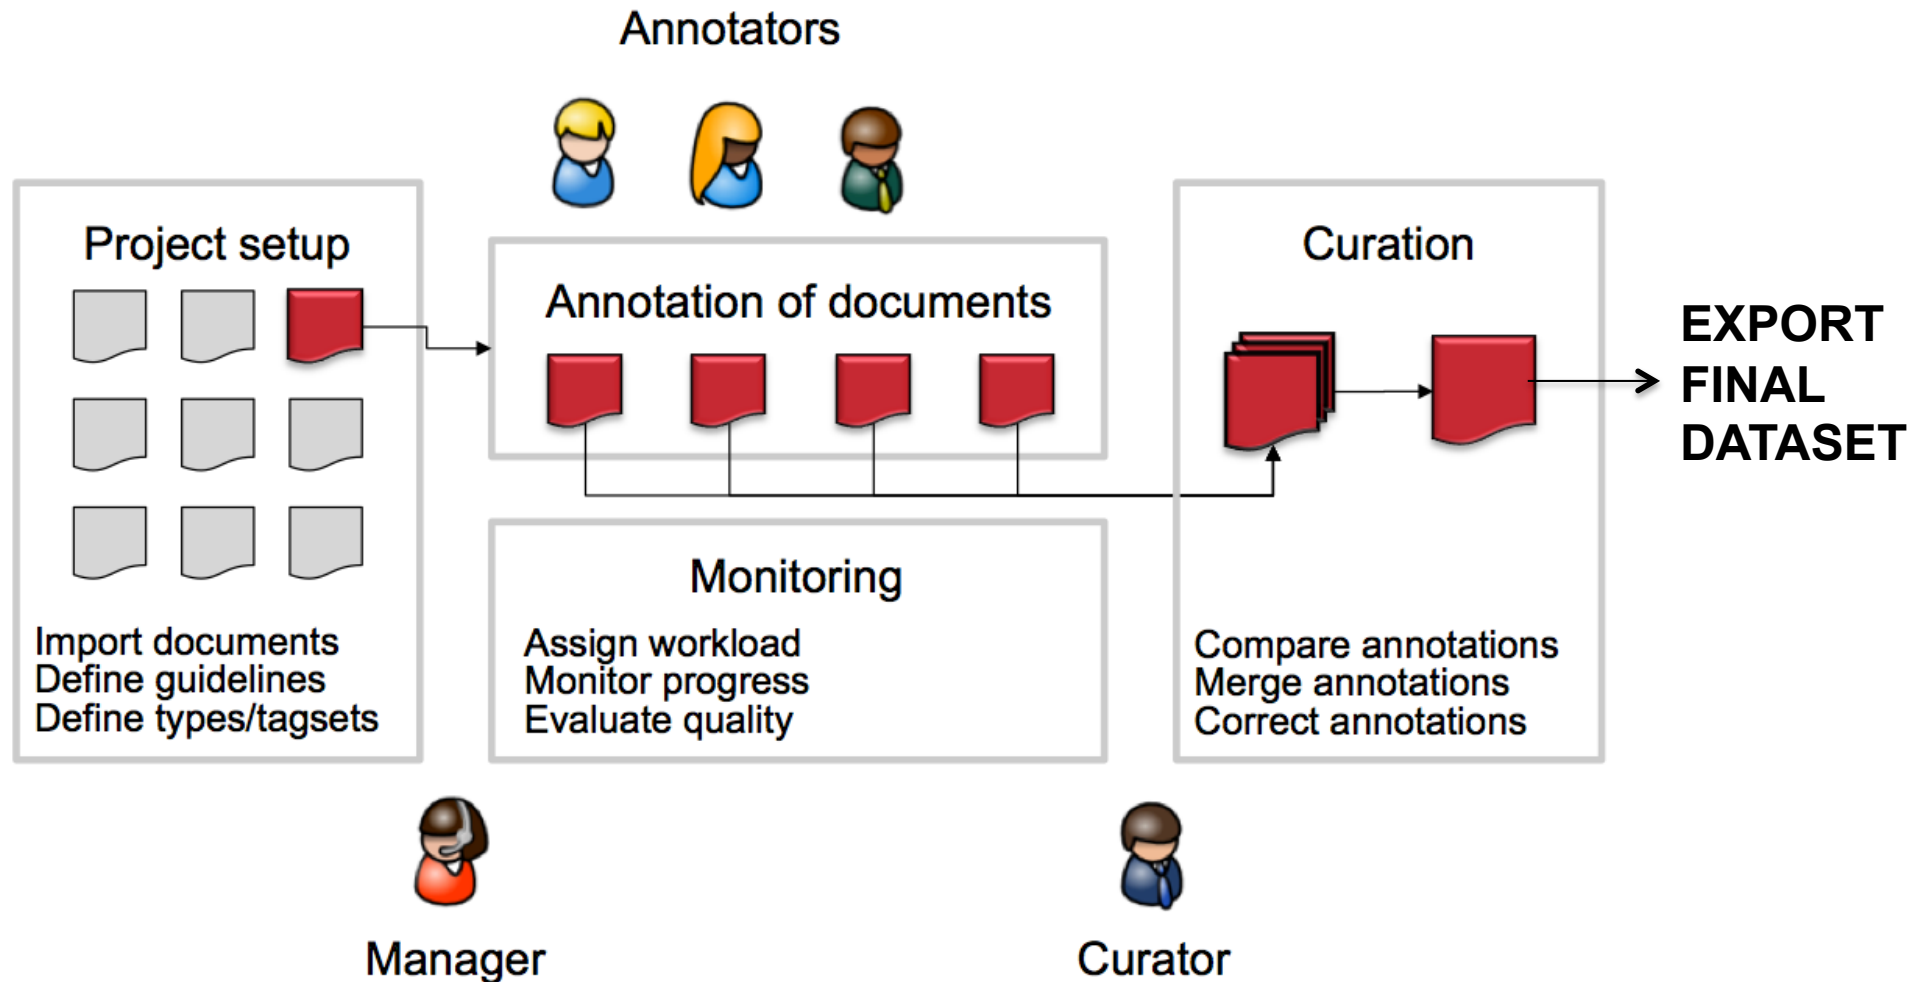 Annotators
Project setup
Import documents
Define guidelines
Define types/tagsets
Annotation of documents
Monitoring
Assign workload
Monitor progress
Evaluate quality
Curation
Compare annotations
Merge annotations
Correct annotations
EXPORT
FINAL
DATASET
Manager
Curator